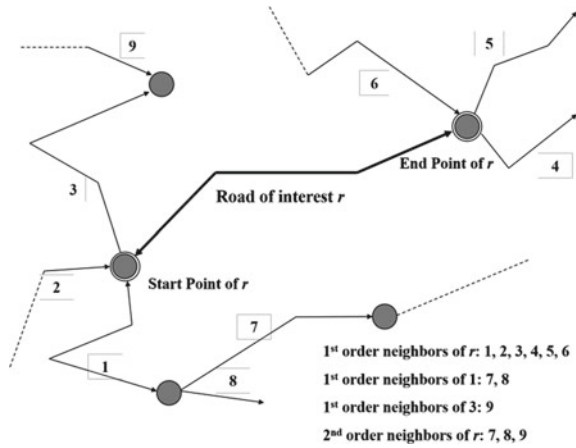 9
5
6
End Point of r
4
3
Road of interest r
2
Start Point of r
7
1
8
1st order neighbors of r: 1, 2, 3, 4, 5, 6
1st order neighbors of 1: 7, 8
1st order neighbors of 3: 9
2nd order neighbors of r: 7, 8, 9